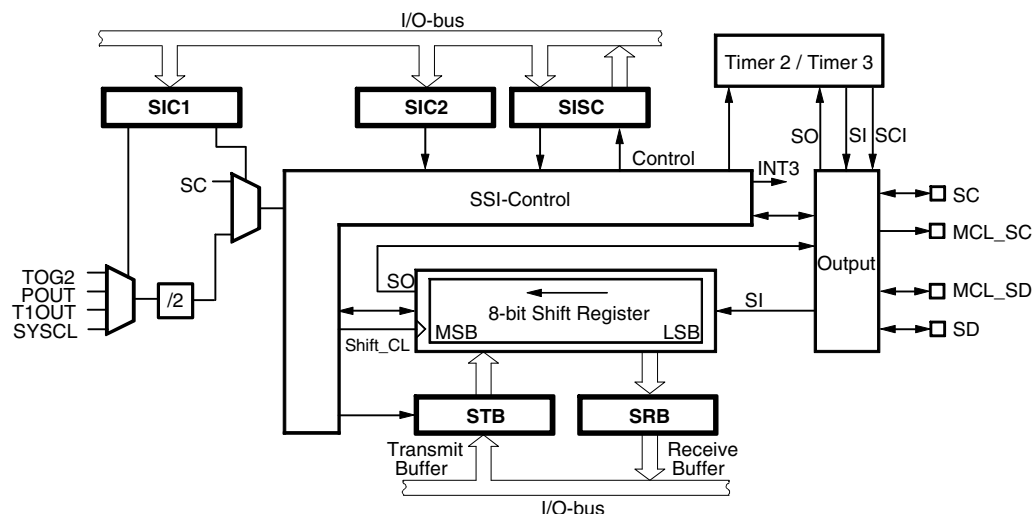 I/O-bus
Timer 2 / Timer 3
SIC1
SIC2
SISC
SO
SI
SCI
Control
INT3
SC
SSI-Control
SC
MCL_SC
Output
TOG2
POUT
T1OUT
SYSCL
/2
SO
8-bit Shift Register
MSB
LSB
SI
MCL_SD
SD
Shift_CL
STB
SRB
Transmit
Buffer
Receive
Buffer
I/O-bus